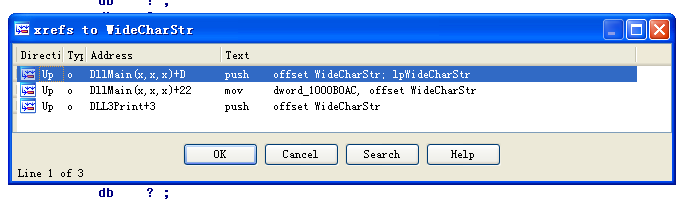 db ? ;
xrefs to WideCharStr
Directi Typ Address Text
Up o DllMain(x,x,x)+D push offset WideCharStr; lpWideCharStr
Up o DllMain(x,x,x)+22 mov dword_1000B0AC, offset WideCharStr
Up o DLL3Print+3 push offset WideCharStr
OK Cancel Search Help
Line 1 of 3
db ? ;